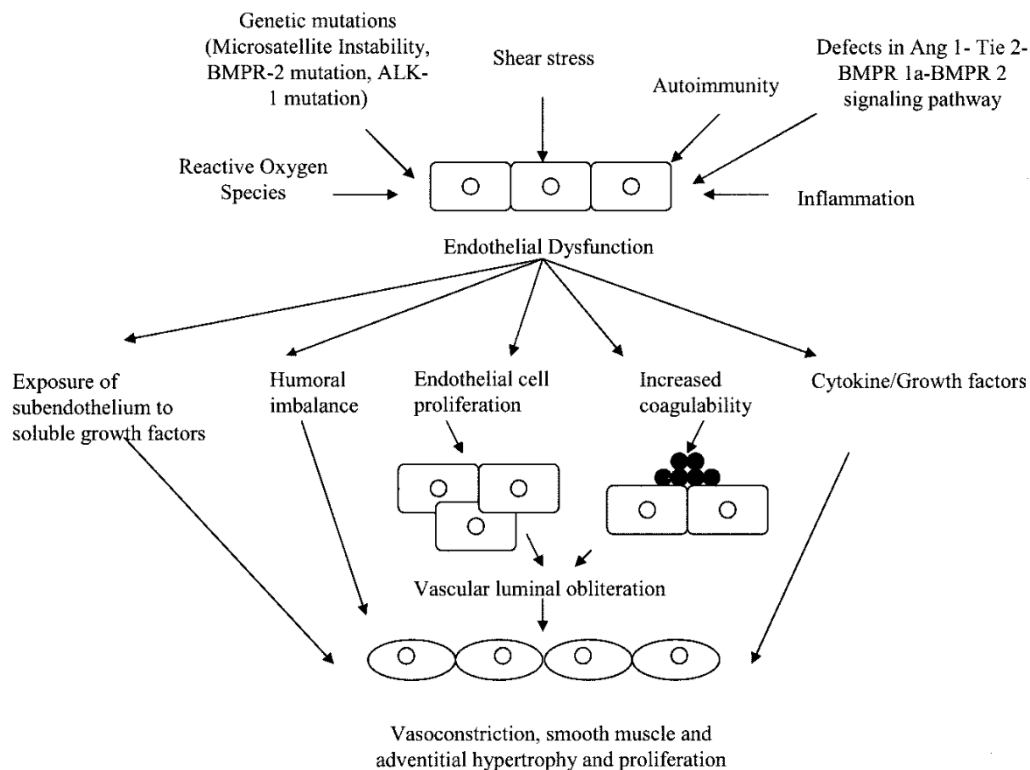 Genetic mutations
(Microsatellite Instability,
BMPR-2 mutation, ALK-
1 mutation)
Shear stress
Autoimmunity
Defects in Ang 1- Tie 2-
BMPR 1a-BMPR 2
signaling pathway
Reactive Oxygen
Species
Inflammation
Endothelial Dysfunction
Exposure of
subendothelium to
soluble growth factors
Humoral
imbalance
Endothelial cell
proliferation
Increased
coagulability
Cytokine/Growth factors
Vascular luminal obliteration
Vasoconstriction, smooth muscle and
adventitial hypertrophy and proliferation